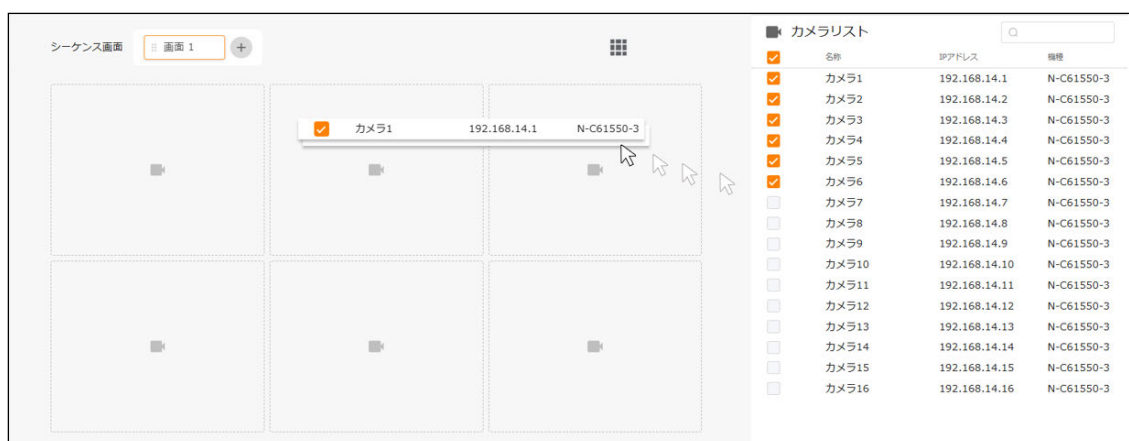 シーケンス画面 画面 1 +
カメラ1 192.168.14.1 N-C61550-3
カメラリスト
名称 IPアドレス 機種
カメラ1 192.168.14.1 N-C61550-3
カメラ2 192.168.14.2 N-C61550-3
カメラ3 192.168.14.3 N-C61550-3
カメラ4 192.168.14.4 N-C61550-3
カメラ5 192.168.14.5 N-C61550-3
カメラ6 192.168.14.6 N-C61550-3
カメラ7 192.168.14.7 N-C61550-3
カメラ8 192.168.14.8 N-C61550-3
カメラ9 192.168.14.9 N-C61550-3
カメラ10 192.168.14.10 N-C61550-3
カメラ11 192.168.14.11 N-C61550-3
カメラ12 192.168.14.12 N-C61550-3
カメラ13 192.168.14.13 N-C61550-3
カメラ14 192.168.14.14 N-C61550-3
カメラ15 192.168.14.15 N-C61550-3
カメラ16 192.168.14.16 N-C61550-3